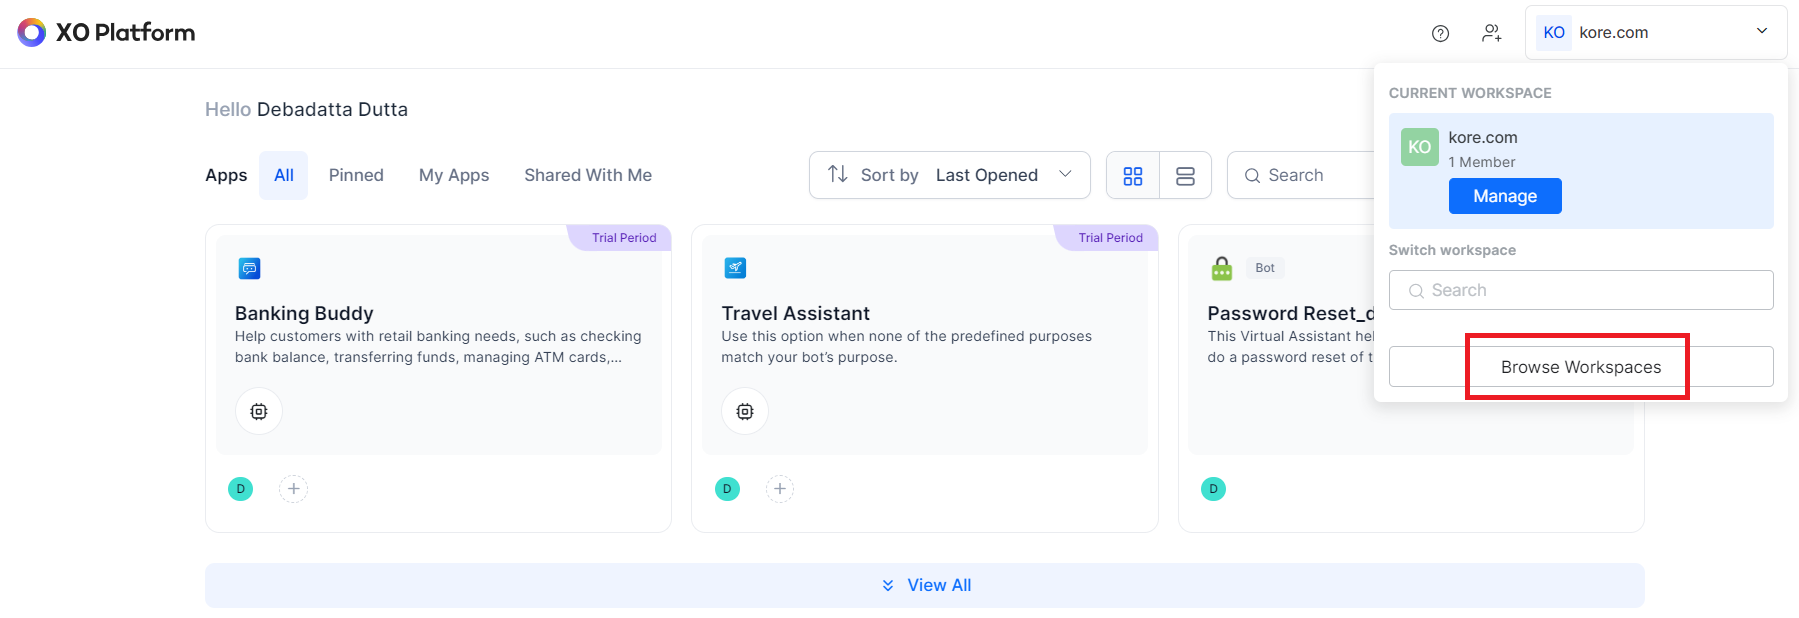 XO Platform
KO kore.com
CURRENT WORKSPACE
KO
kore.com
1 Member
Manage
Switch workspace
Search
Browse Workspaces
Hello Debadatta Dutta
Apps All Pinned My Apps Shared With Me Sort by Last Opened Search
Trial Period
Banking Buddy
Help customers with retail banking needs, such as checking
bank balance, transferring funds, managing ATM cards,...
D
Trial Period
Travel Assistant
Use this option when none of the predefined purposes
match your bot's purpose.
D
Bot
Password Reset_
This Virtual Assistant
do a password reset of
D
View All